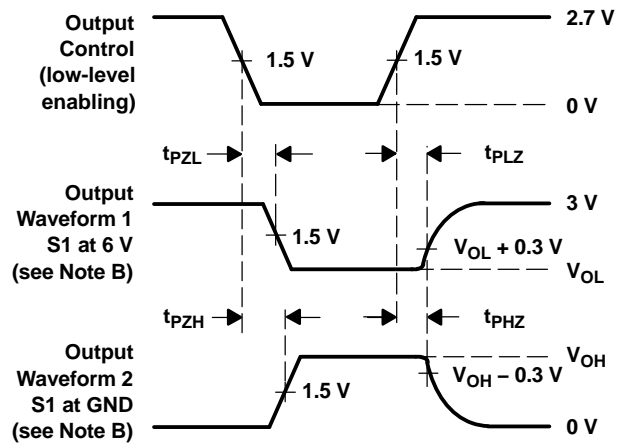 Output
Control
(low-level
enabling)
2.7 V
1.5 V
1.5 V
0 V
tPZL
tPLZ
Output
Waveform 1
S1 at 6 V
(see Note B)
3 V
1.5 V
VOL + 0.3 V
VOL
tPZH
tPHZ
Output
Waveform 2
S1 at GND
(see Note B)
VOH
1.5 V
VOH − 0.3 V
0 V